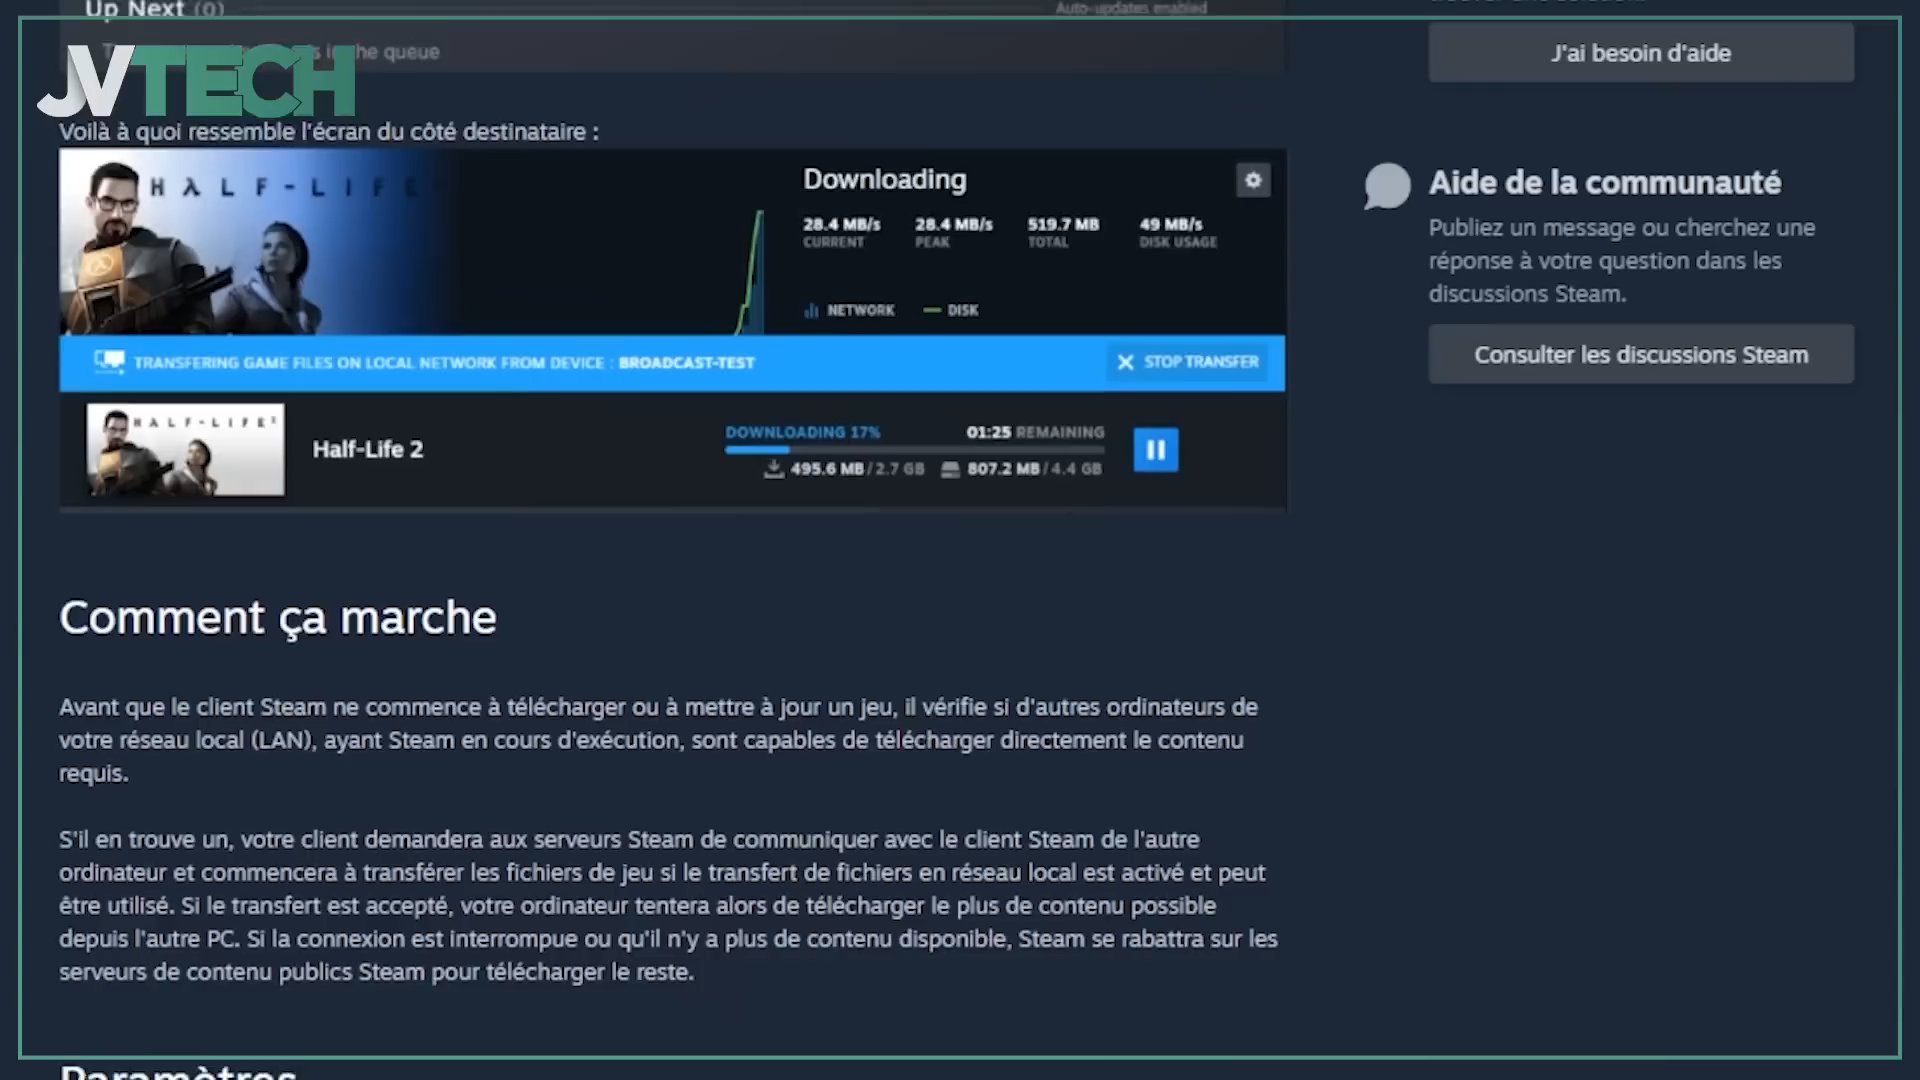 Up Next (0)
Auto-updates enabled
the queue
JVTECH
J'ai besoin d'aide
Voilà à quoi ressemble l'écran du côté destinataire :
HALF-LIFE
Downloading
28.4 MB/s 28.4 MB/s 519.7 MB 49 MB/s
CURRENT PEAK TOTAL DISK USAGE
NETWORK DISK
TRANSFERING GAME FILES ON LOCAL NETWORK FROM DEVICE : BROADCAST-TEST
STOP TRANSFER
HALF-LIFE²
Half-Life 2
DOWNLOADING 17% 01:25 REMAINING
495.6 MB / 2.7 GB 807.2 MB / 4.4 GB
Aide de la communauté
Publiez un message ou cherchez une
réponse à votre question dans les
discussions Steam.
Consulter les discussions Steam
Comment ça marche
Avant que le client Steam ne commence à télécharger ou à mettre à jour un jeu, il vérifie si d'autres ordinateurs de
votre réseau local (LAN), ayant Steam en cours d'exécution, sont capables de télécharger directement le contenu
requis.
S'il en trouve un, votre client demandera aux serveurs Steam de communiquer avec le client Steam de l'autre
ordinateur et commencera à transférer les fichiers de jeu si le transfert de fichiers en réseau local est activé et peut
être utilisé. Si le transfert est accepté, votre ordinateur tentera alors de télécharger le plus de contenu possible
depuis l'autre PC. Si la connexion est interrompue ou qu'il n'y a plus de contenu disponible, Steam se rabattra sur les
serveurs de contenu publics Steam pour télécharger le reste.
Paramètres